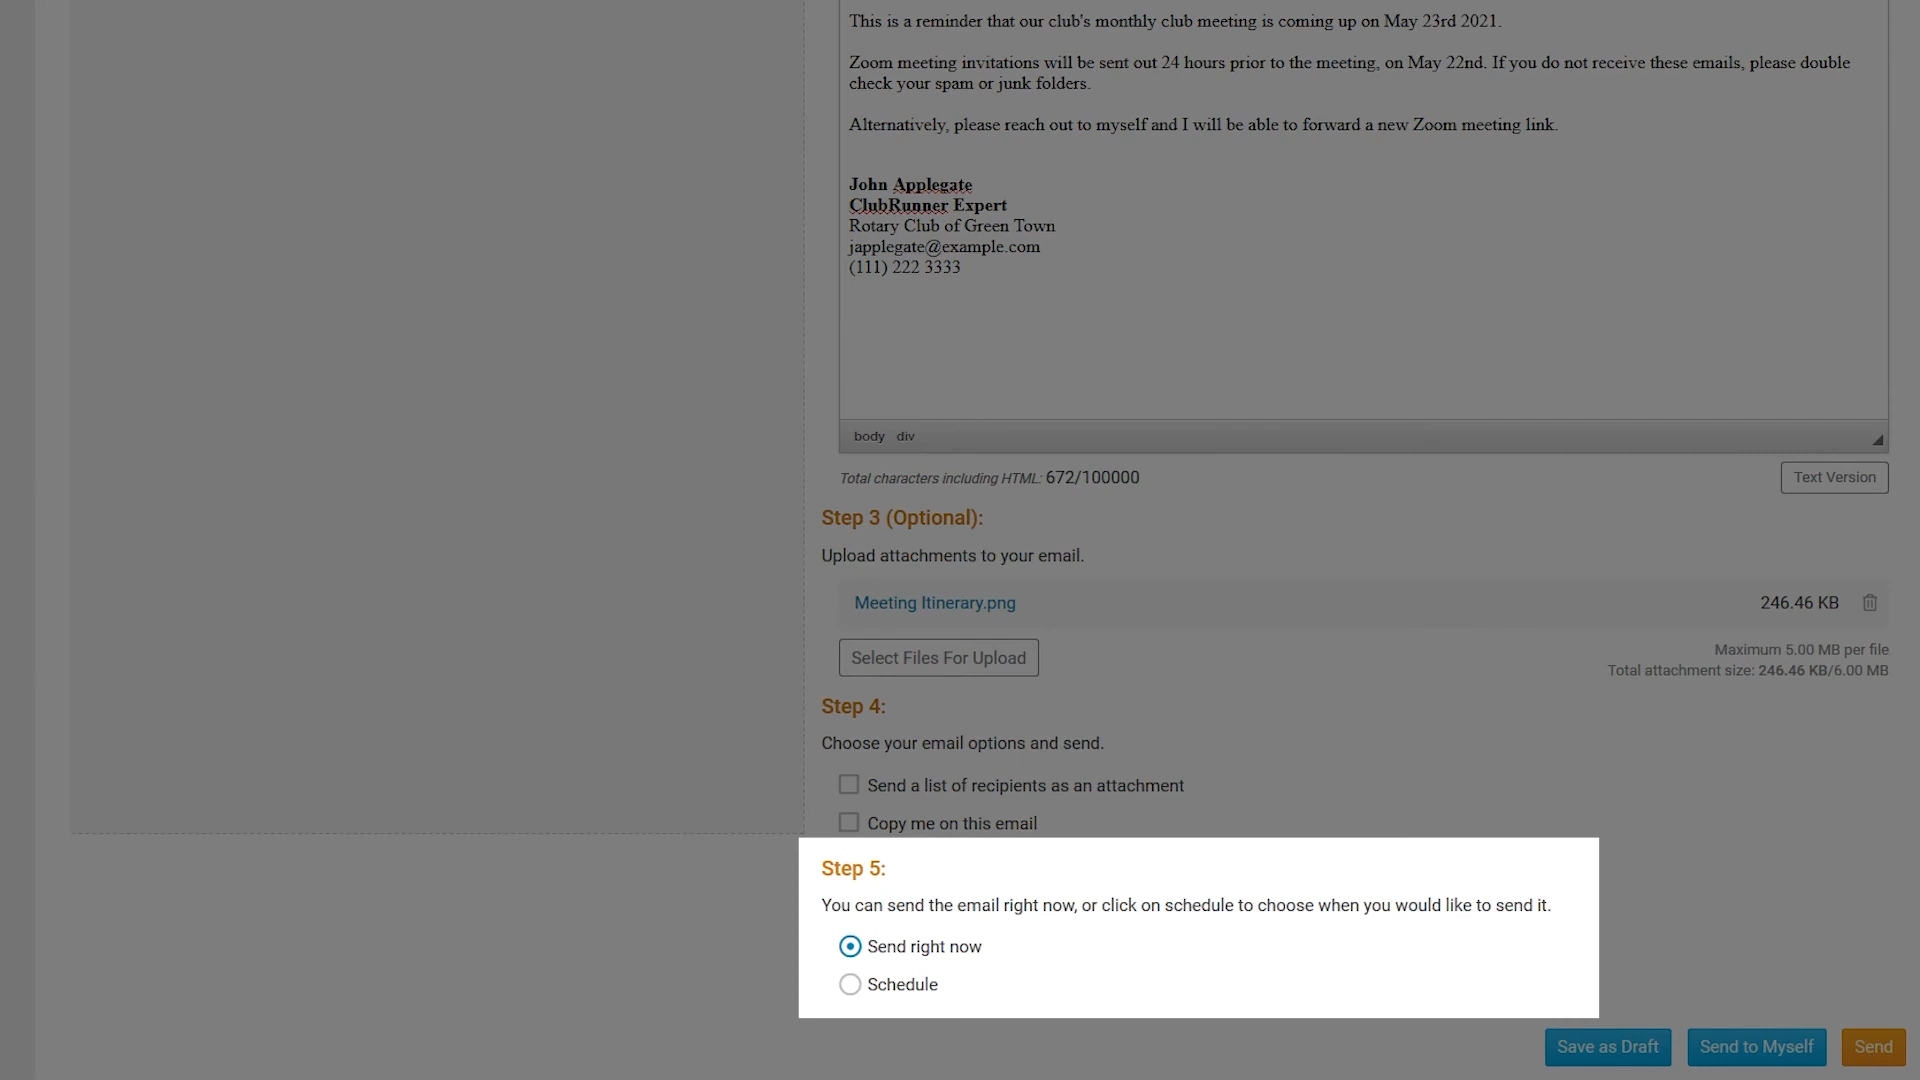 This is a reminder that our club's monthly club meeting is coming up on May 23rd 2021.
Zoom meeting invitations will be sent out 24 hours prior to the meeting, on May 22nd. If you do not receive these emails, please double
check your spam or junk folders.
Alternatively, please reach out to myself and I will be able to forward a new Zoom meeting link.
John Applegate
ClubRunner Expert
Rotary Club of Green Town
japplegate@example.com
(111) 222 3333
body div
Total characters including HTML: 672/100000
Text Version
Step 3 (Optional):
Upload attachments to your email.
Meeting Itinerary.png 246.46 KB
Select Files For Upload
Maximum 5.00 MB per file
Total attachment size: 246.46 KB/6.00 MB
Step 4:
Choose your email options and send.
Send a list of recipients as an attachment
Copy me on this email
Step 5:
You can send the email right now, or click on schedule to choose when you would like to send it.
Send right now
Schedule
Save as Draft Send to Myself Send